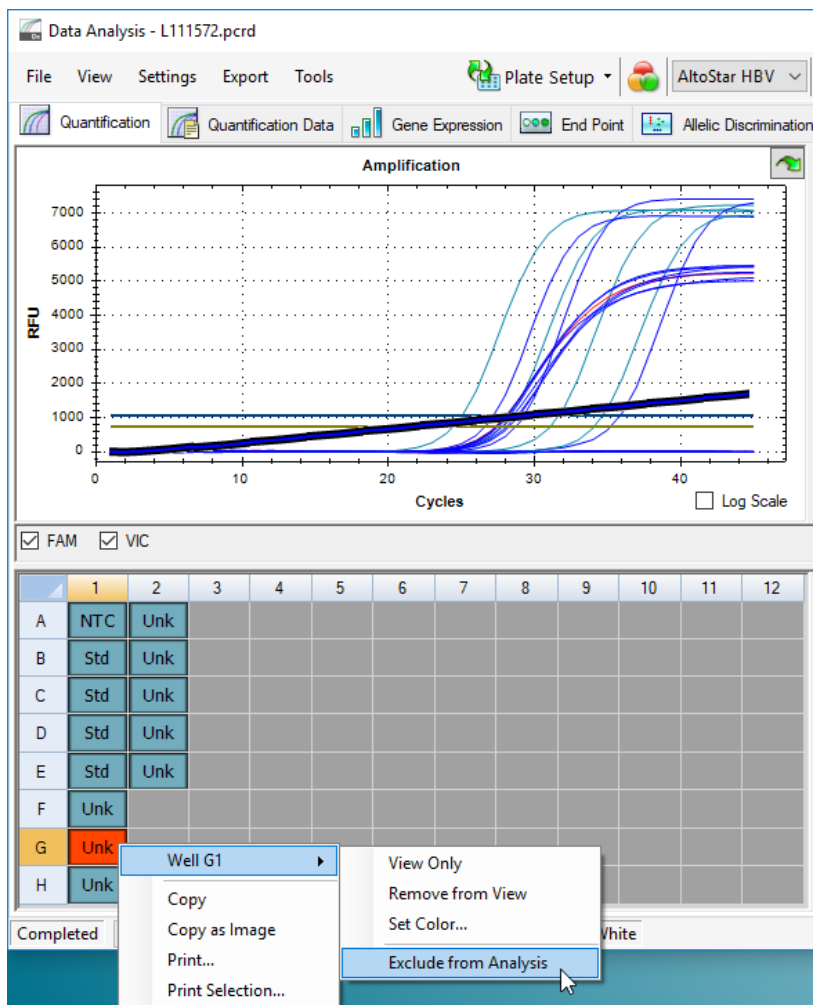 Data Analysis - L111572.pcrd
File View Settings Export Tools Plate Setup AltoStar HBV
Quantification Quantification Data Gene Expression End Point Allelic Discrimination
Amplification
7000
6000
5000
4000
3000
2000
1000
0
RFU
0 10 20 30 40
Cycles
Log Scale
FAM VIC
1 2 3 4 5 6 7 8 9 10 11 12
A NTC Unk
B Std Unk
C Std Unk
D Std Unk
E Std Unk
F Unk
G Unk
H Unk
Well G1
Copy
Copy as Image
Print...
Print Selection...
View Only
Remove from View
Set Color...
Exclude from Analysis
Completed